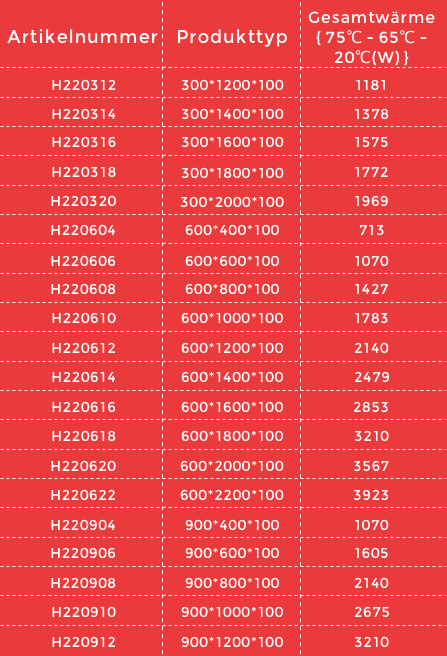 Artikelnummer Produkttyp Gesamtwärme
{ 75℃ - 65℃ -
20℃(W) }
H220312 300*1200*100 1181
H220314 300*1400*100 1378
H220316 300*1600*100 1575
H220318 300*1800*100 1772
H220320 300*2000*100 1969
H220604 600*400*100 713
H220606 600*600*100 1070
H220608 600*800*100 1427
H220610 600*1000*100 1783
H220612 600*1200*100 2140
H220614 600*1400*100 2479
H220616 600*1600*100 2853
H220618 600*1800*100 3210
H220620 600*2000*100 3567
H220622 600*2200*100 3923
H220904 900*400*100 1070
H220906 900*600*100 1605
H220908 900*800*100 2140
H220910 900*1000*100 2675
H220912 900*1200*100 3210